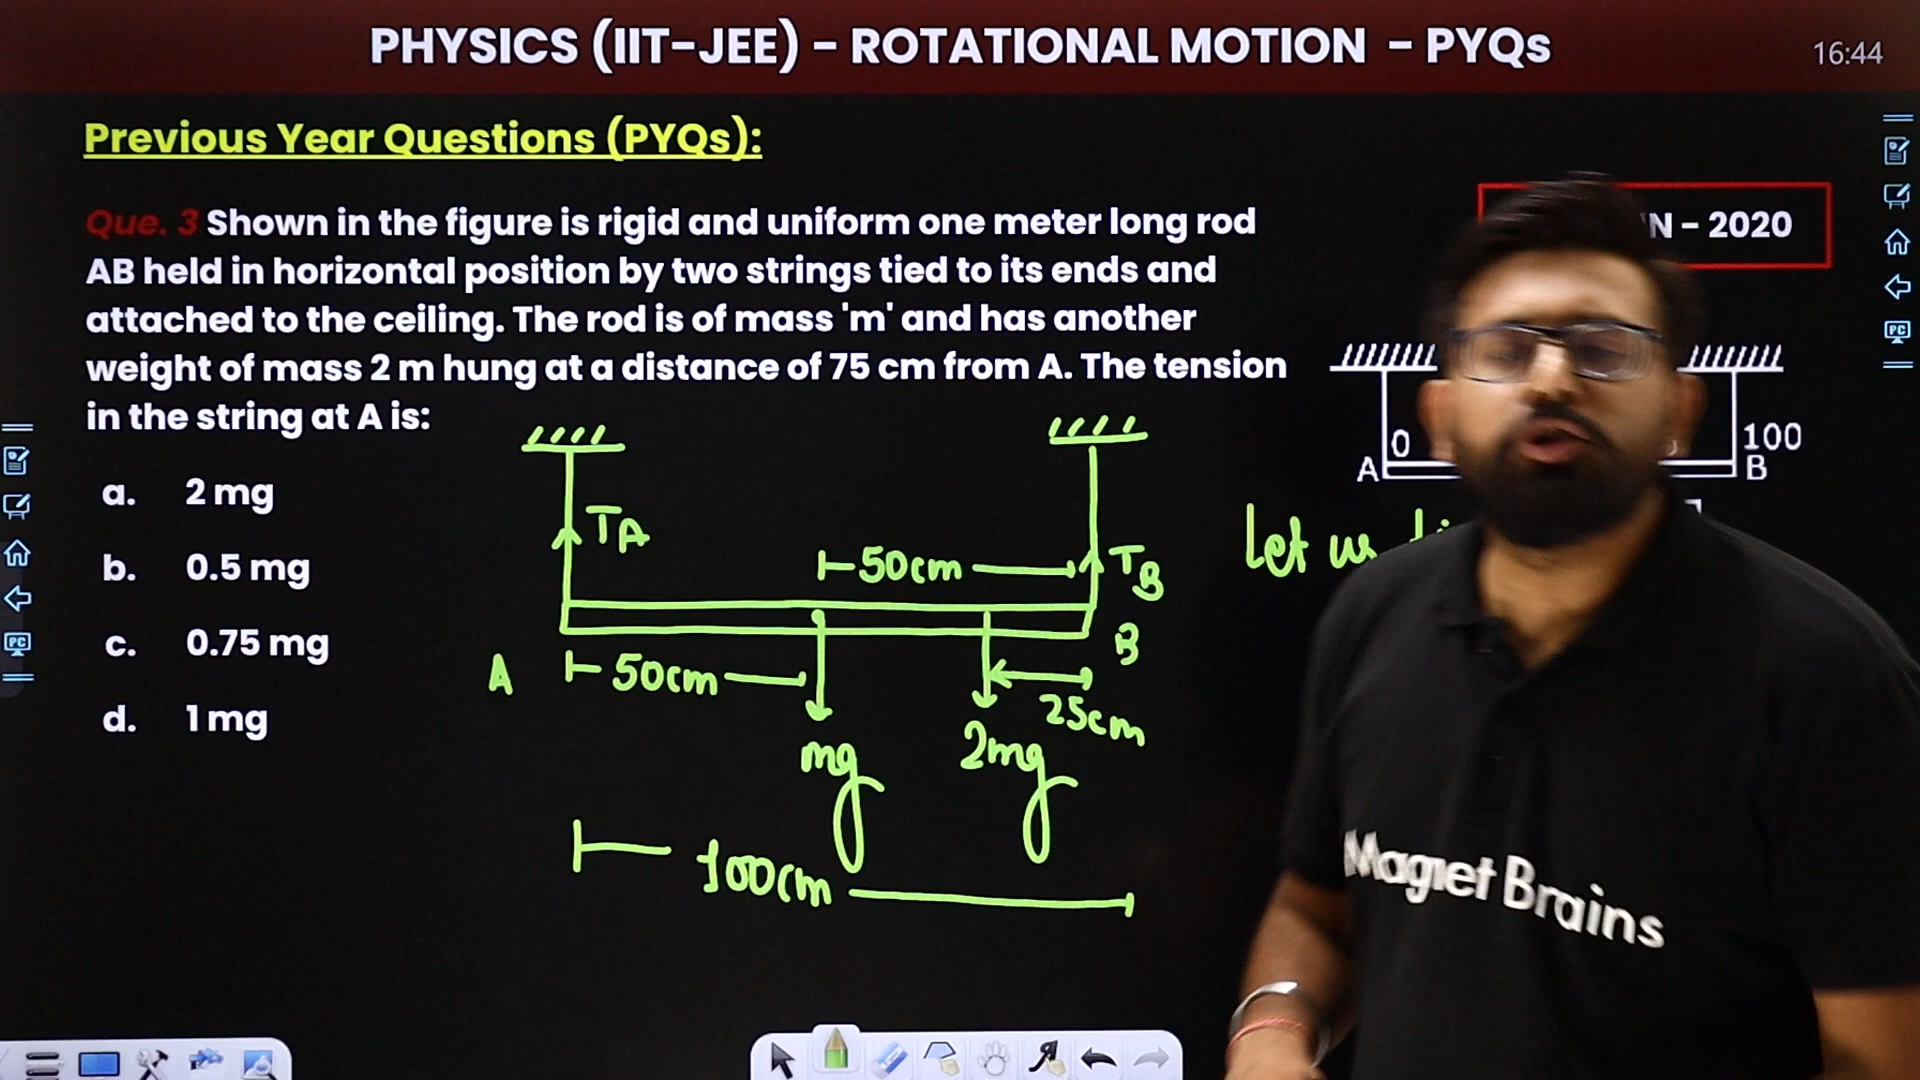 PHYSICS (IIT-JEE) - ROTATIONAL MOTION - PYQs
16:44
Previous Year Questions (PYQs):
Que. 3 Shown in the figure is rigid and uniform one meter long rod
AB held in horizontal position by two strings tied to its ends and
attached to the ceiling. The rod is of mass 'm' and has another
weight of mass 2 m hung at a distance of 75 cm from A. The tension
in the string at A is:
– 2020
a. 2 mg
b. 0.5 mg
c. 0.75 mg
d. 1 mg
0
100
A
B
TA
50cm
TB
Let us
A
50cm
B
25cm
mg
2mg
100cm
Magnet Brains
PC
PC